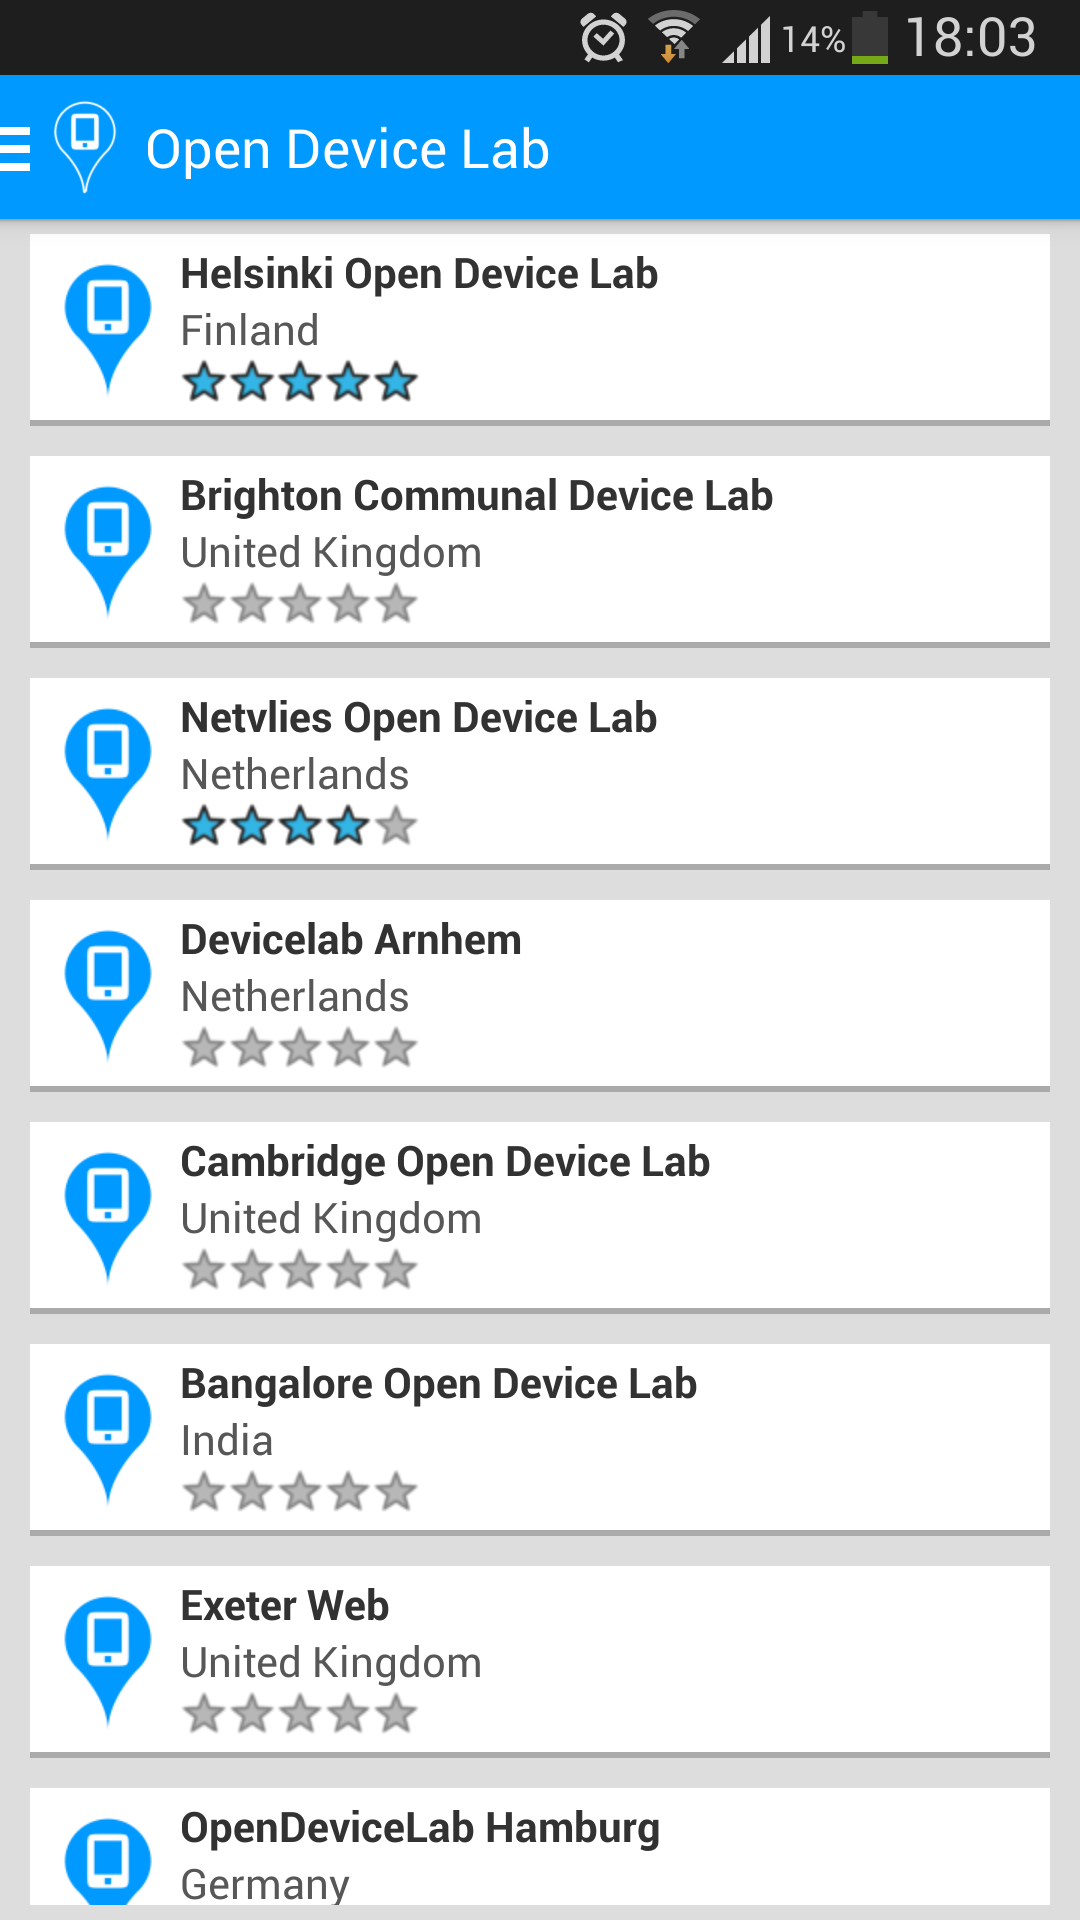 14% 18:03
Open Device Lab
Helsinki Open Device Lab
Finland
Brighton Communal Device Lab
United Kingdom
Netvlies Open Device Lab
Netherlands
Devicelab Arnhem
Netherlands
Cambridge Open Device Lab
United Kingdom
Bangalore Open Device Lab
India
Exeter Web
United Kingdom
OpenDeviceLab Hamburg
Germany